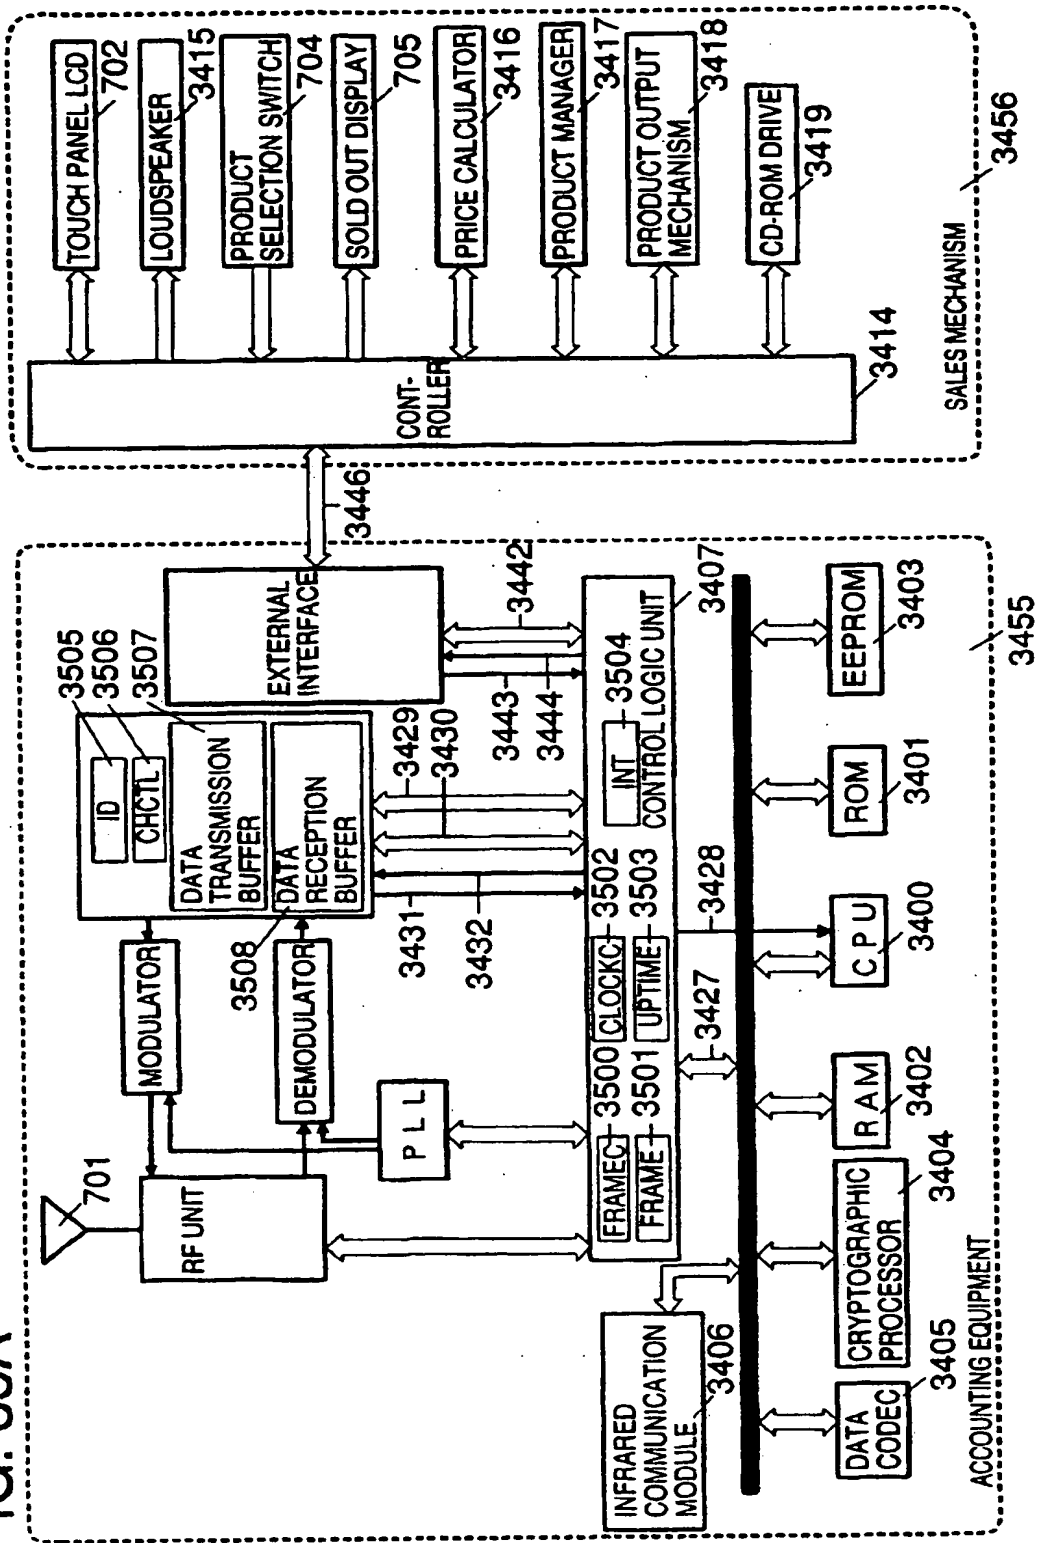 701
RF UNIT
MODULATOR
DEMODULATOR
P L L
3508
ID
CHCTL
DATA
TRANSMISSION
BUFFER
DATA
RECEPTION
BUFFER
3505
3506
3507
EXTERNAL
INTERFACE
3446
3431
3432
3430
3429
3443
3444
3442
FRAMEC
3500
CLOCKC
3502
FRAME
3501
UPTIME
3503
INT
3504
CONTROL LOGIC UNIT
3407
3427
3428
INFRARED
COMMUNICATION
MODULE
3406
DATA
CODEC
3405
CRYPTOGRAPHIC
PROCESSOR
3404
R A M
3402
C P U
3400
ROM
3401
EEPROM
3403
ACCOUNTING EQUIPMENT
3455
CONT-
ROLLER
3414
TOUCH PANEL LCD
702
LOUDSPEAKER
3415
PRODUCT
SELECTION SWITCH
704
SOLD OUT DISPLAY
705
PRICE CALCULATOR
3416
PRODUCT MANAGER
3417
PRODUCT OUTPUT
MECHANISM
3418
CD-ROM DRIVE
3419
SALES MECHANISM
3456